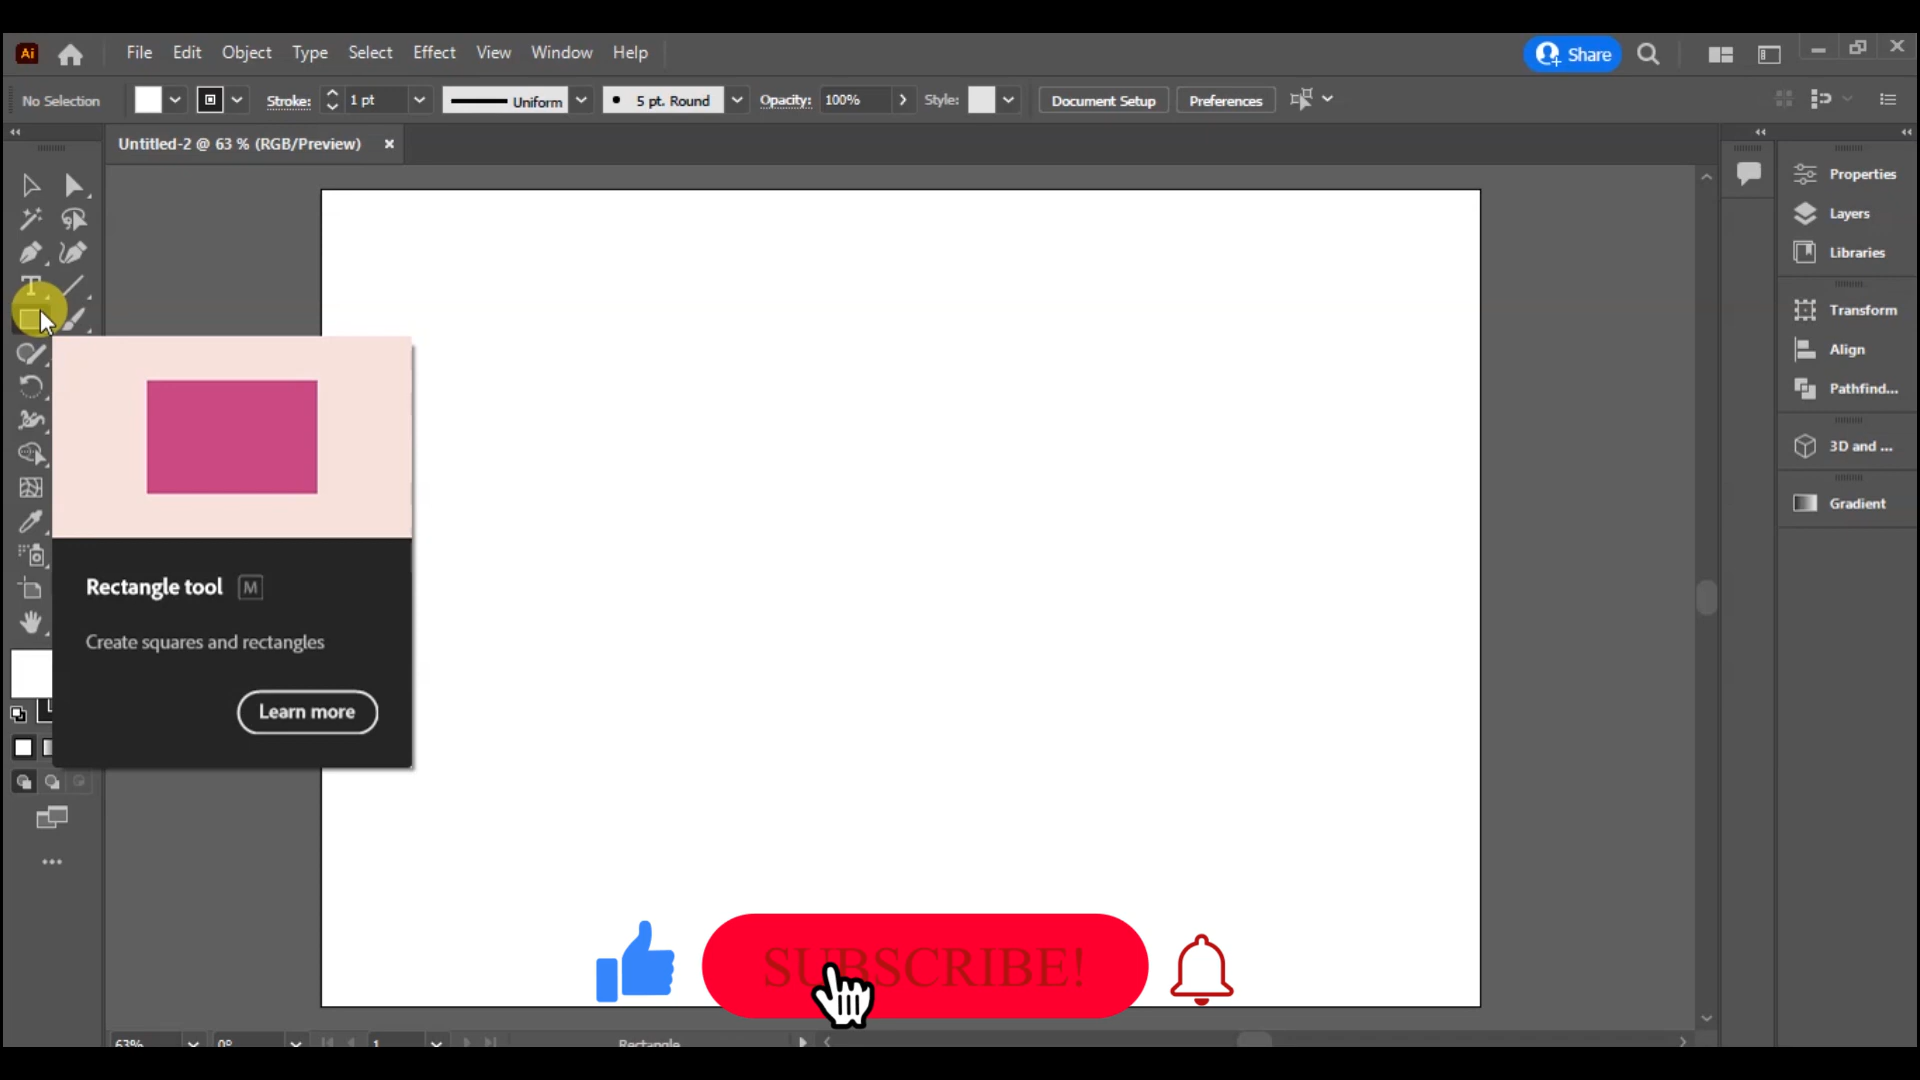 Ai File Edit Object Type Select Effect View Window Help Share
No Selection Stroke: 1 pt Uniform 5 pt. Round Opacity: 100% Style: Document Setup Preferences
Untitled-2 @ 63 % (RGB/Preview) ×
Properties
Layers
Libraries
Transform
Align
Pathfind...
3D and ...
Gradient
Rectangle tool M
Create squares and rectangles
Learn more
SUBSCRIBE!
63% 0° 1 Rectangle